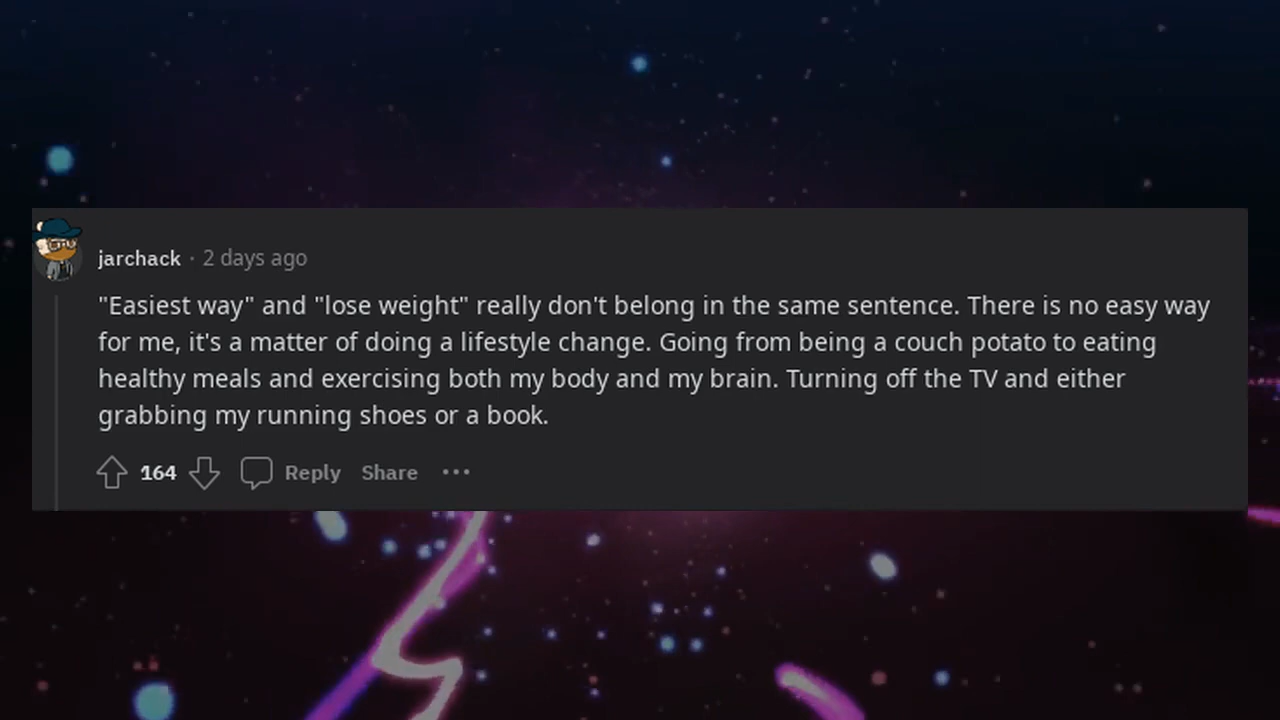 jarchack · 2 days ago
"Easiest way" and "lose weight" really don't belong in the same sentence. There is no easy way
for me, it's a matter of doing a lifestyle change. Going from being a couch potato to eating
healthy meals and exercising both my body and my brain. Turning off the TV and either
grabbing my running shoes or a book.
164 Reply Share ···